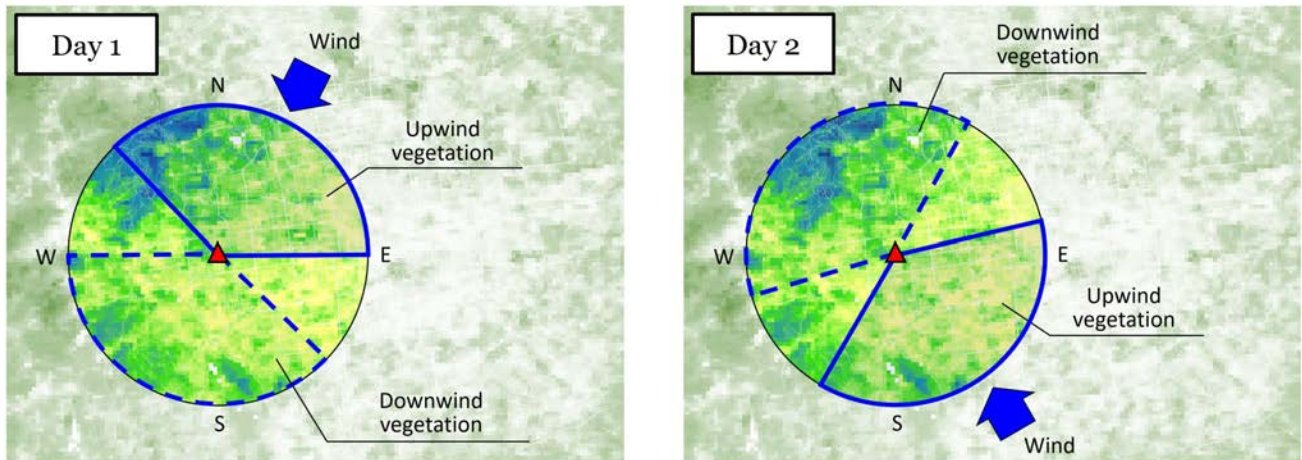 Day 1
Wind
N
Upwind
vegetation
W
E
Downwind
vegetation
S
Day 2
Downwind
vegetation
N
W
E
Upwind
vegetation
S
Wind